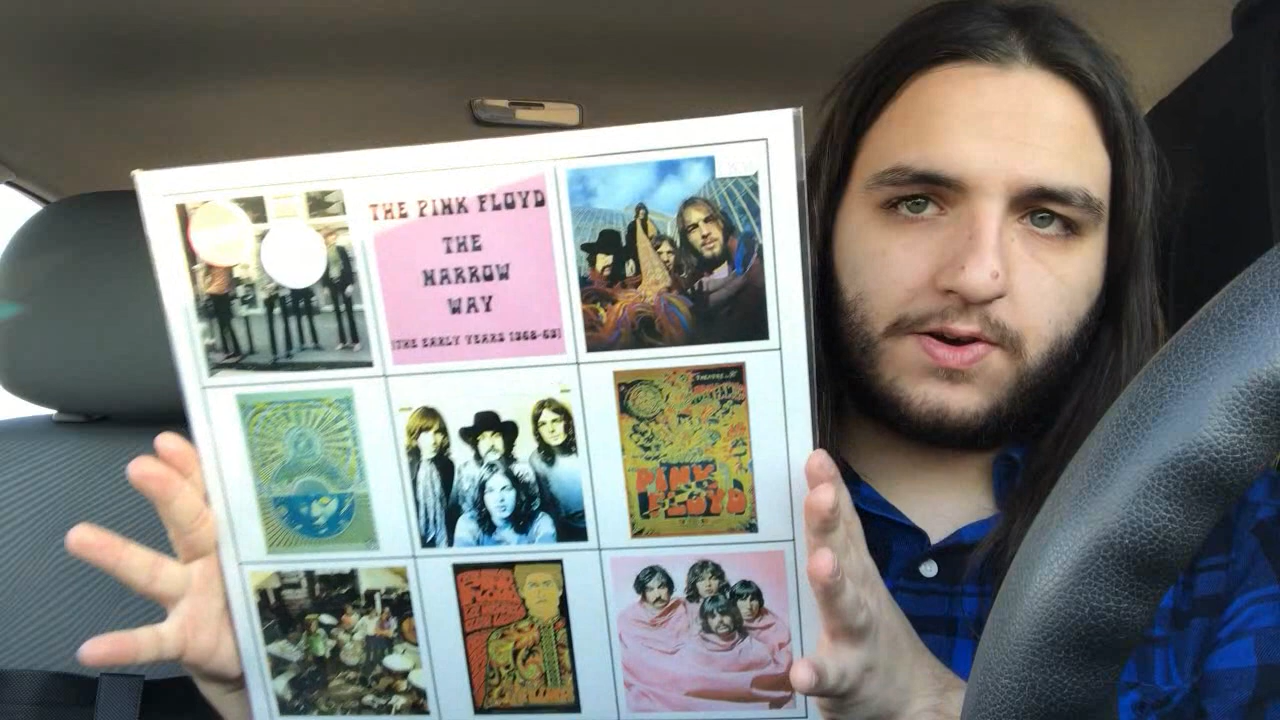 THE PINK FLOYD
THE
NARROW
WAY
(THE EARLY YEARS 1968-69)
PINK
FLOYD